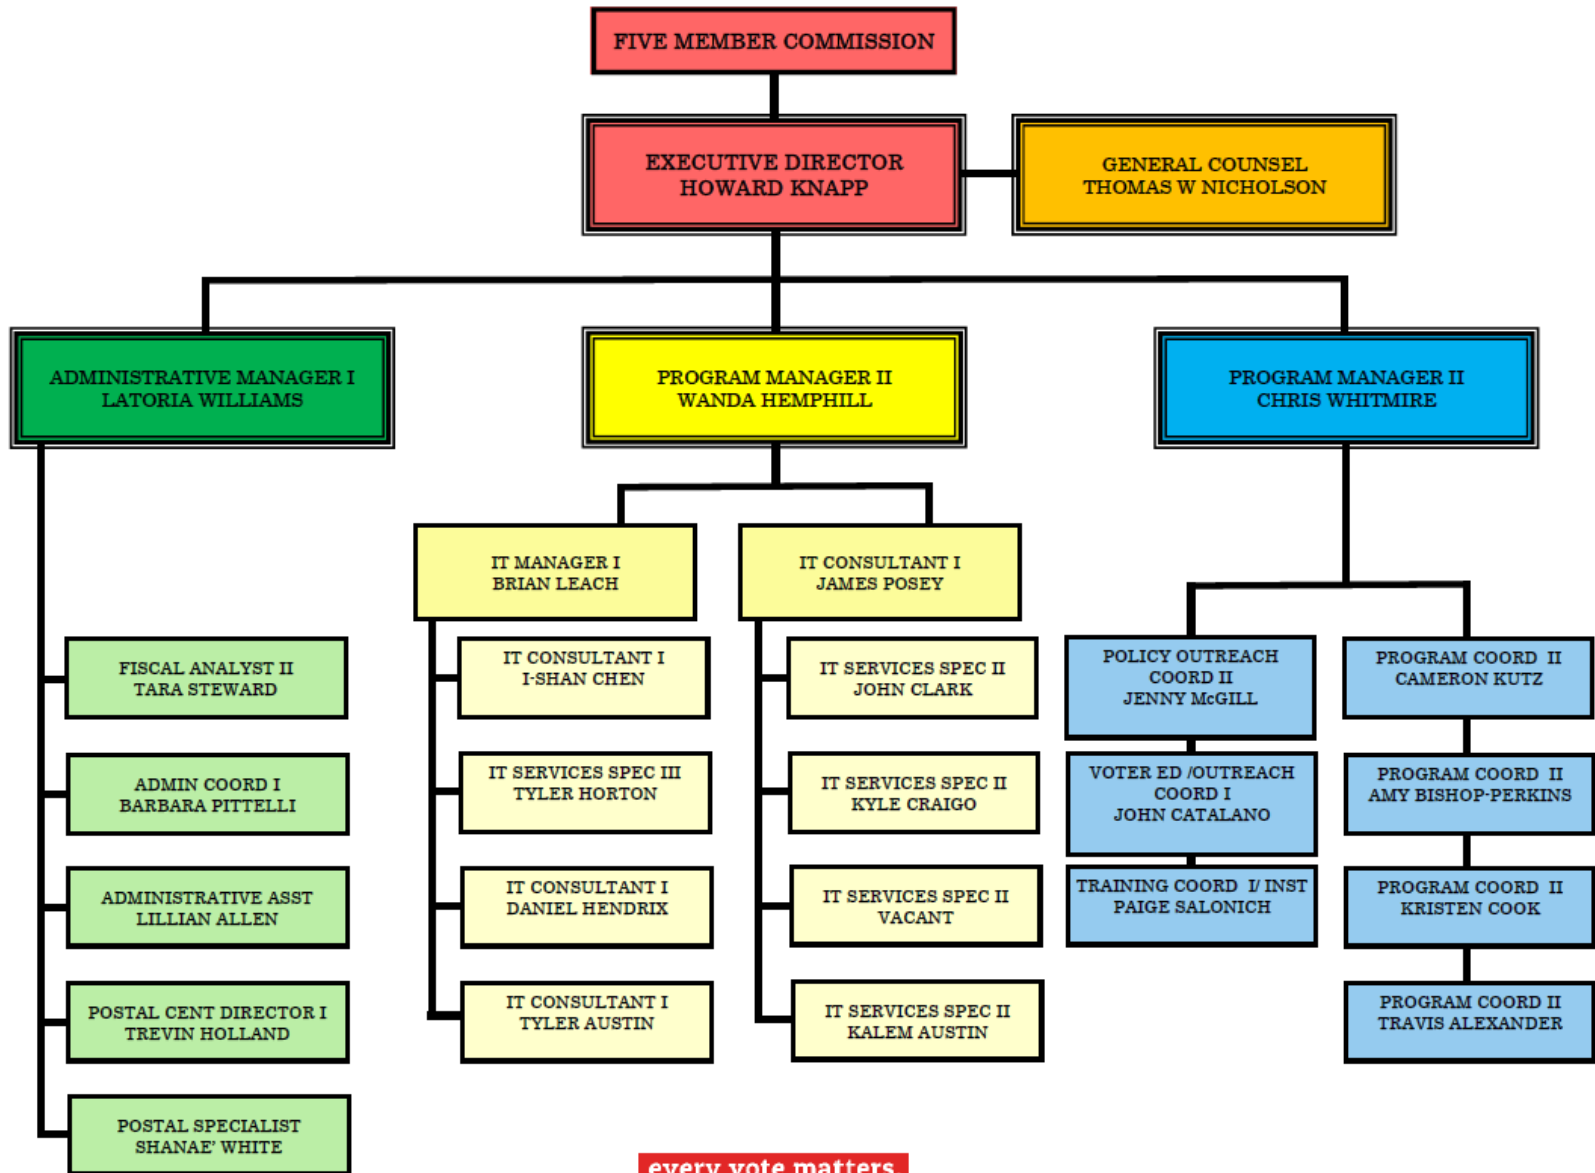 FIVE MEMBER COMMISSION
EXECUTIVE DIRECTOR
HOWARD KNAPP
GENERAL COUNSEL
THOMAS W NICHOLSON
ADMINISTRATIVE MANAGER I
LATORIA WILLIAMS
PROGRAM MANAGER II
WANDA HEMPHILL
PROGRAM MANAGER II
CHRIS WHITMIRE
FISCAL ANALYST II
TARA STEWARD
ADMIN COORD I
BARBARA PITTELLI
ADMINISTRATIVE ASST
LILLIAN ALLEN
POSTAL CENT DIRECTOR I
TREVIN HOLLAND
POSTAL SPECIALIST
SHANAE' WHITE
IT MANAGER I
BRIAN LEACH
IT CONSULTANT I
I-SHAN CHEN
IT SERVICES SPEC III
TYLER HORTON
IT CONSULTANT I
DANIEL HENDRIX
IT CONSULTANT I
TYLER AUSTIN
IT CONSULTANT I
JAMES POSEY
IT SERVICES SPEC II
JOHN CLARK
IT SERVICES SPEC II
KYLE CRAIGO
IT SERVICES SPEC II
VACANT
IT SERVICES SPEC II
KALEM AUSTIN
POLICY OUTREACH
COORD II
JENNY McGILL
VOTER ED /OUTREACH
COORD I
JOHN CATALANO
TRAINING COORD I/ INST
PAIGE SALONICH
PROGRAM COORD II
CAMERON KUTZ
PROGRAM COORD II
AMY BISHOP-PERKINS
PROGRAM COORD II
KRISTEN COOK
PROGRAM COORD II
TRAVIS ALEXANDER
every vote matters